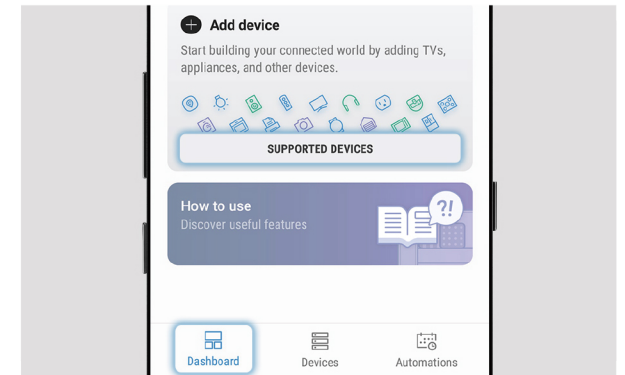 Add device
Start building your connected world by adding TVs,
appliances, and other devices.
SUPPORTED DEVICES
How to use
Discover useful features
?!
Dashboard
Devices
Automations